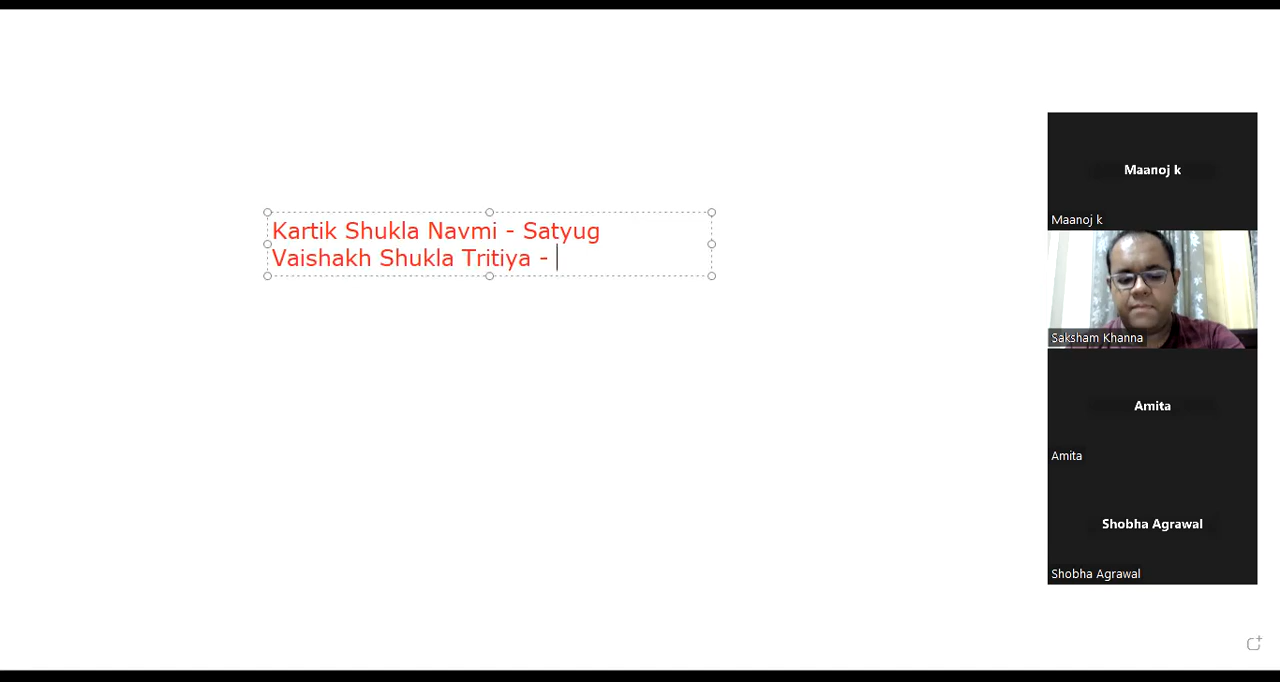 Kartik Shukla Navmi - Satyug
Vaishakh Shukla Tritiya -
Maanoj k
Maanoj k
Saksham Khanna
Amita
Amita
Shobha Agrawal
Shobha Agrawal